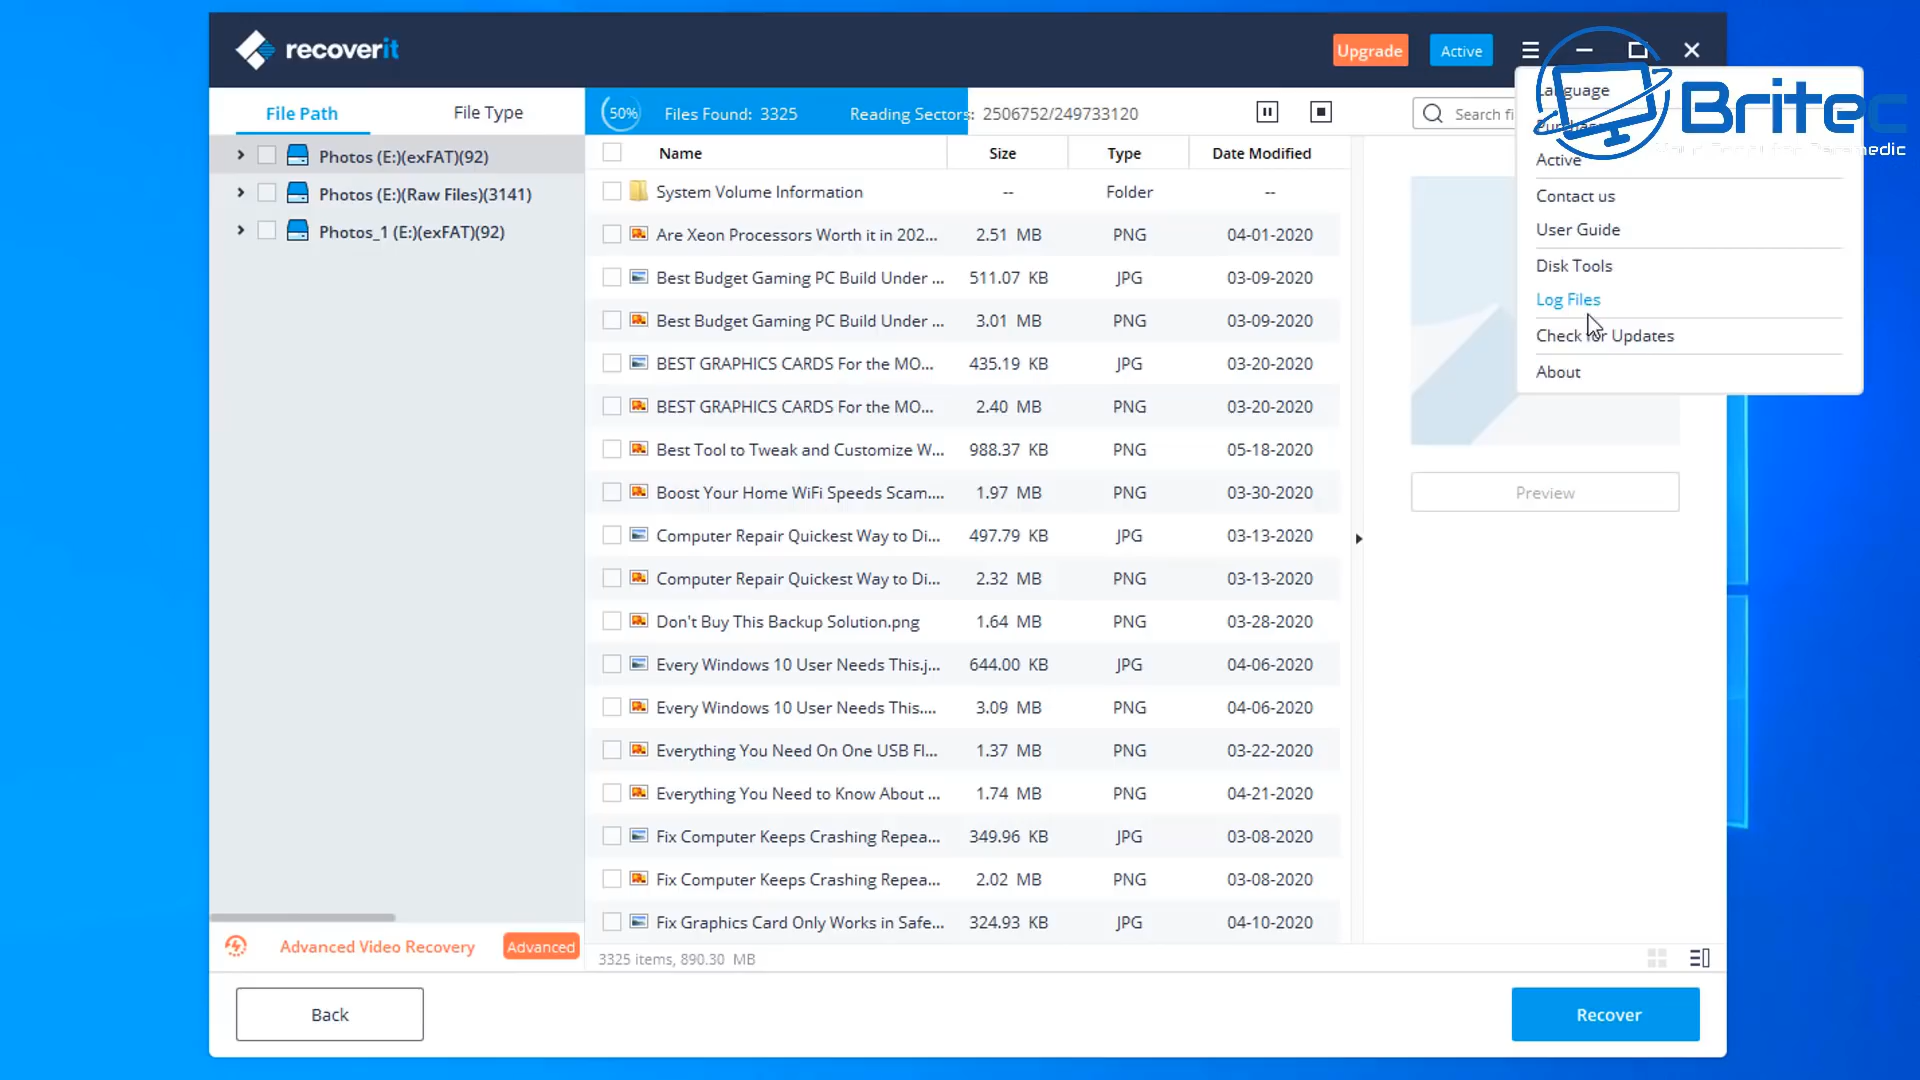 recoverit
Upgrade
Active
Britec
Language
Active
Contact us
User Guide
Disk Tools
Log Files
Check for Updates
About
File Path
File Type
50%
Files Found: 3325
Reading Sectors: 2506752/249733120
Search fi
Photos (E:)(exFAT)(92)
Photos (E:)(Raw Files)(3141)
Photos_1 (E:)(exFAT)(92)
Name Size Type Date Modified
System Volume Information -- Folder --
Are Xeon Processors Worth it in 202... 2.51 MB PNG 04-01-2020
Best Budget Gaming PC Build Under ... 511.07 KB JPG 03-09-2020
Best Budget Gaming PC Build Under ... 3.01 MB PNG 03-09-2020
BEST GRAPHICS CARDS For the MO... 435.19 KB JPG 03-20-2020
BEST GRAPHICS CARDS For the MO... 2.40 MB PNG 03-20-2020
Best Tool to Tweak and Customize W... 988.37 KB PNG 05-18-2020
Boost Your Home WiFi Speeds Scam.... 1.97 MB PNG 03-30-2020
Computer Repair Quickest Way to Di... 497.79 KB JPG 03-13-2020
Computer Repair Quickest Way to Di... 2.32 MB PNG 03-13-2020
Don't Buy This Backup Solution.png 1.64 MB PNG 03-28-2020
Every Windows 10 User Needs This.j... 644.00 KB JPG 04-06-2020
Every Windows 10 User Needs This.... 3.09 MB PNG 04-06-2020
Everything You Need On One USB Fl... 1.37 MB PNG 03-22-2020
Everything You Need to Know About ... 1.74 MB PNG 04-21-2020
Fix Computer Keeps Crashing Repea... 349.96 KB JPG 03-08-2020
Fix Computer Keeps Crashing Repea... 2.02 MB PNG 03-08-2020
Fix Graphics Card Only Works in Safe... 324.93 KB JPG 04-10-2020
Preview
Advanced Video Recovery
Advanced
3325 items, 890.30 MB
Back
Recover